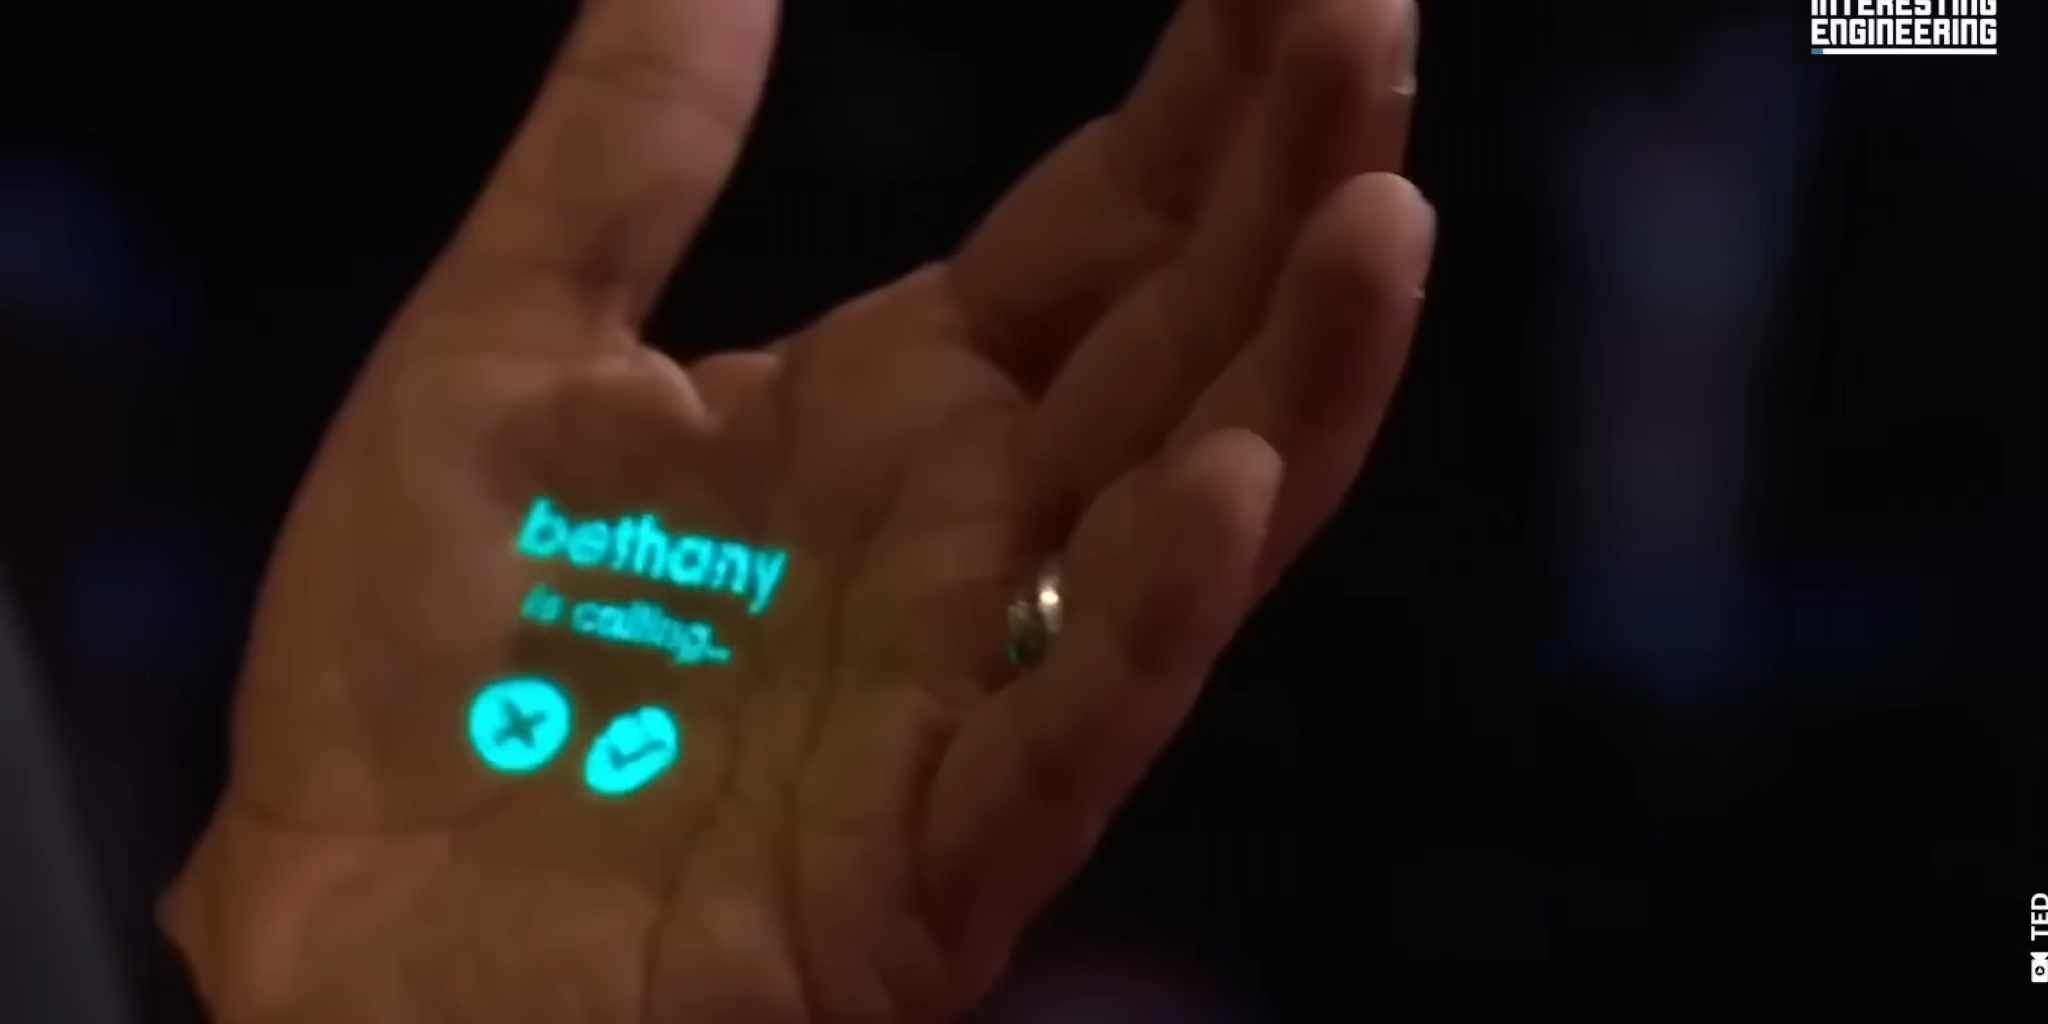 INTERESTING
ENGINEERING
bethany
is calling...
TED